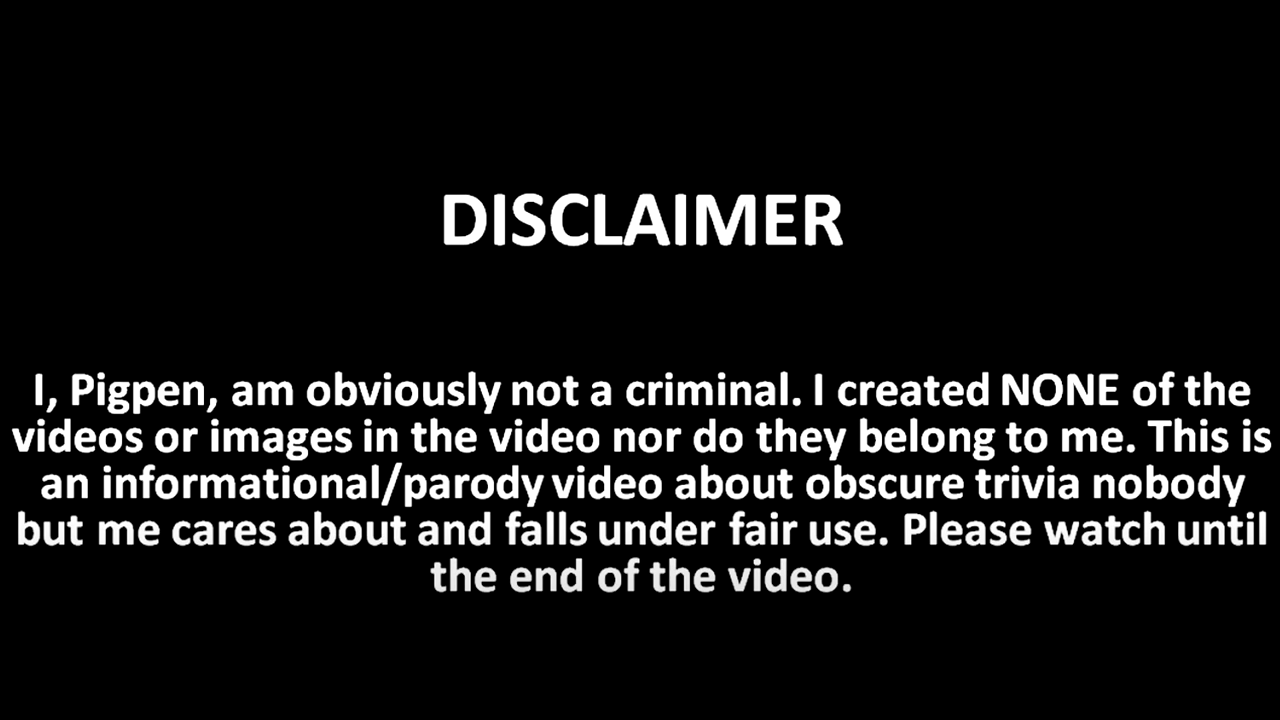 DISCLAIMER
I, Pigpen, am obviously not a criminal. I created NONE of the
videos or images in the video nor do they belong to me. This is
an informational/parody video about obscure trivia nobody
but me cares about and falls under fair use. Please watch until
the end of the video.